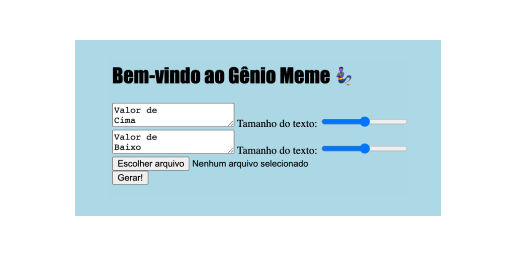 Bem-vindo ao Gênio Meme 🧞‍♂️
Valor de
Cima
Tamanho do texto:
Valor de
Baixo
Tamanho do texto:
Escolher arquivo Nenhum arquivo selecionado
Gerar!